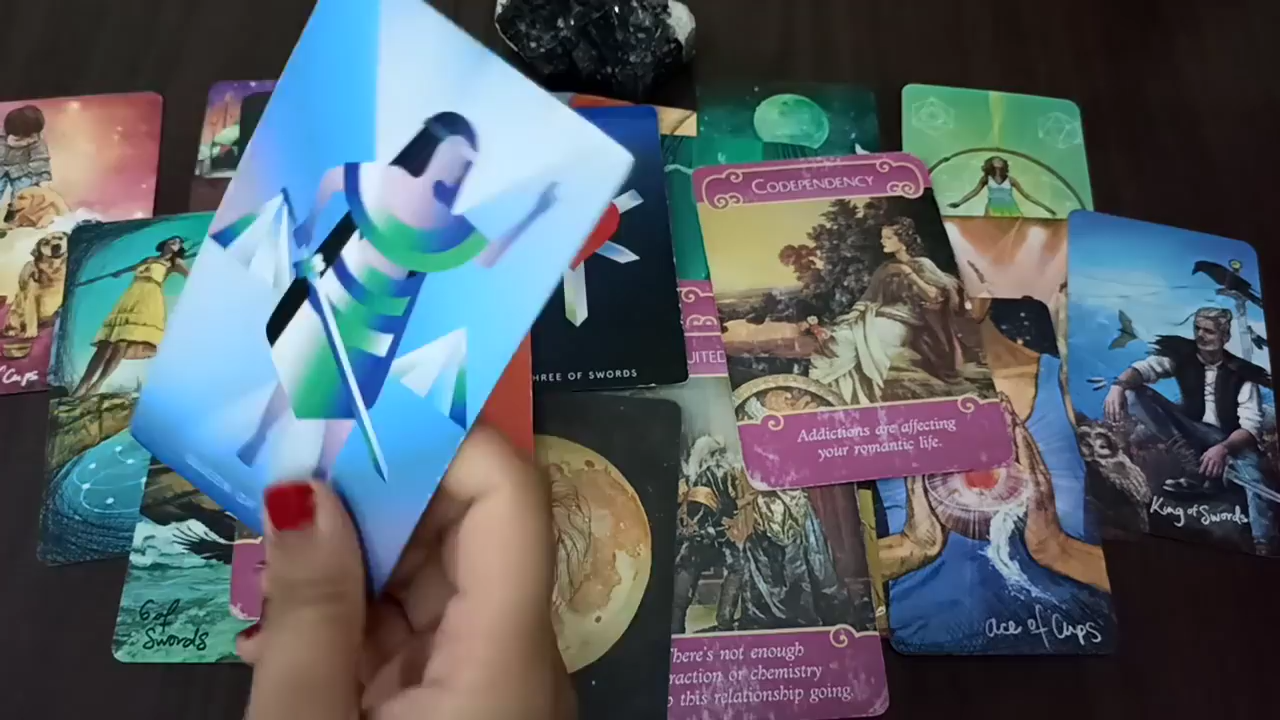 CODEPENDENCY
Addictions are affecting
your romantic life.
HREE OF SWORDS
UITED
King of Swords
ace of Cups
6 of
Swords
Cups
here's not enough
raction or chemistry
this relationship going.